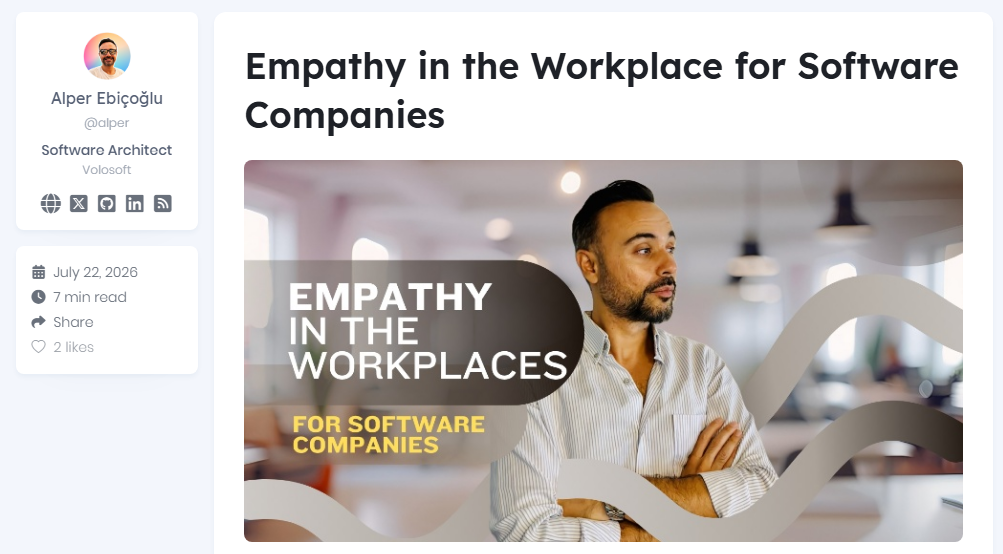 Alper Ebiçoğlu
@alper
Software Architect
Volosoft
July 22, 2026
7 min read
Share
2 likes
Empathy in the Workplace for Software
Companies
EMPATHY
IN THE
WORKPLACES
FOR SOFTWARE
COMPANIES